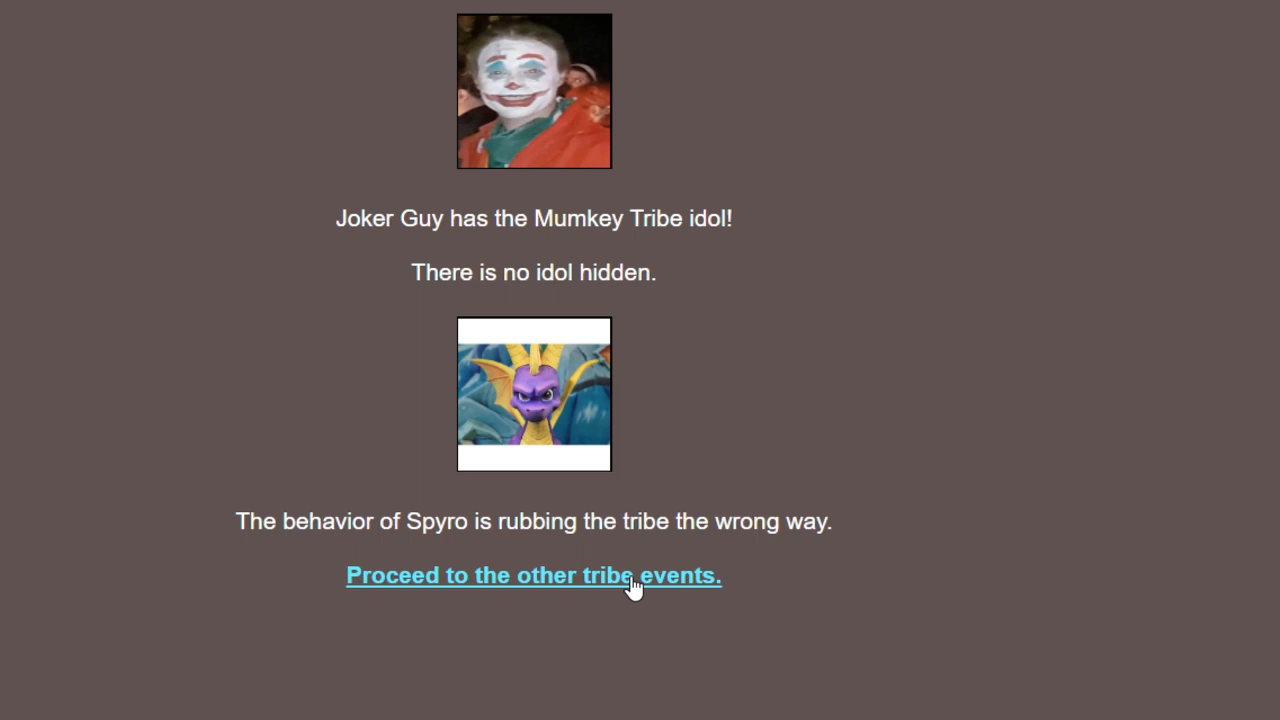 Joker Guy has the Mumkey Tribe idol!
There is no idol hidden.
The behavior of Spyro is rubbing the tribe the wrong way.
Proceed to the other tribe events.